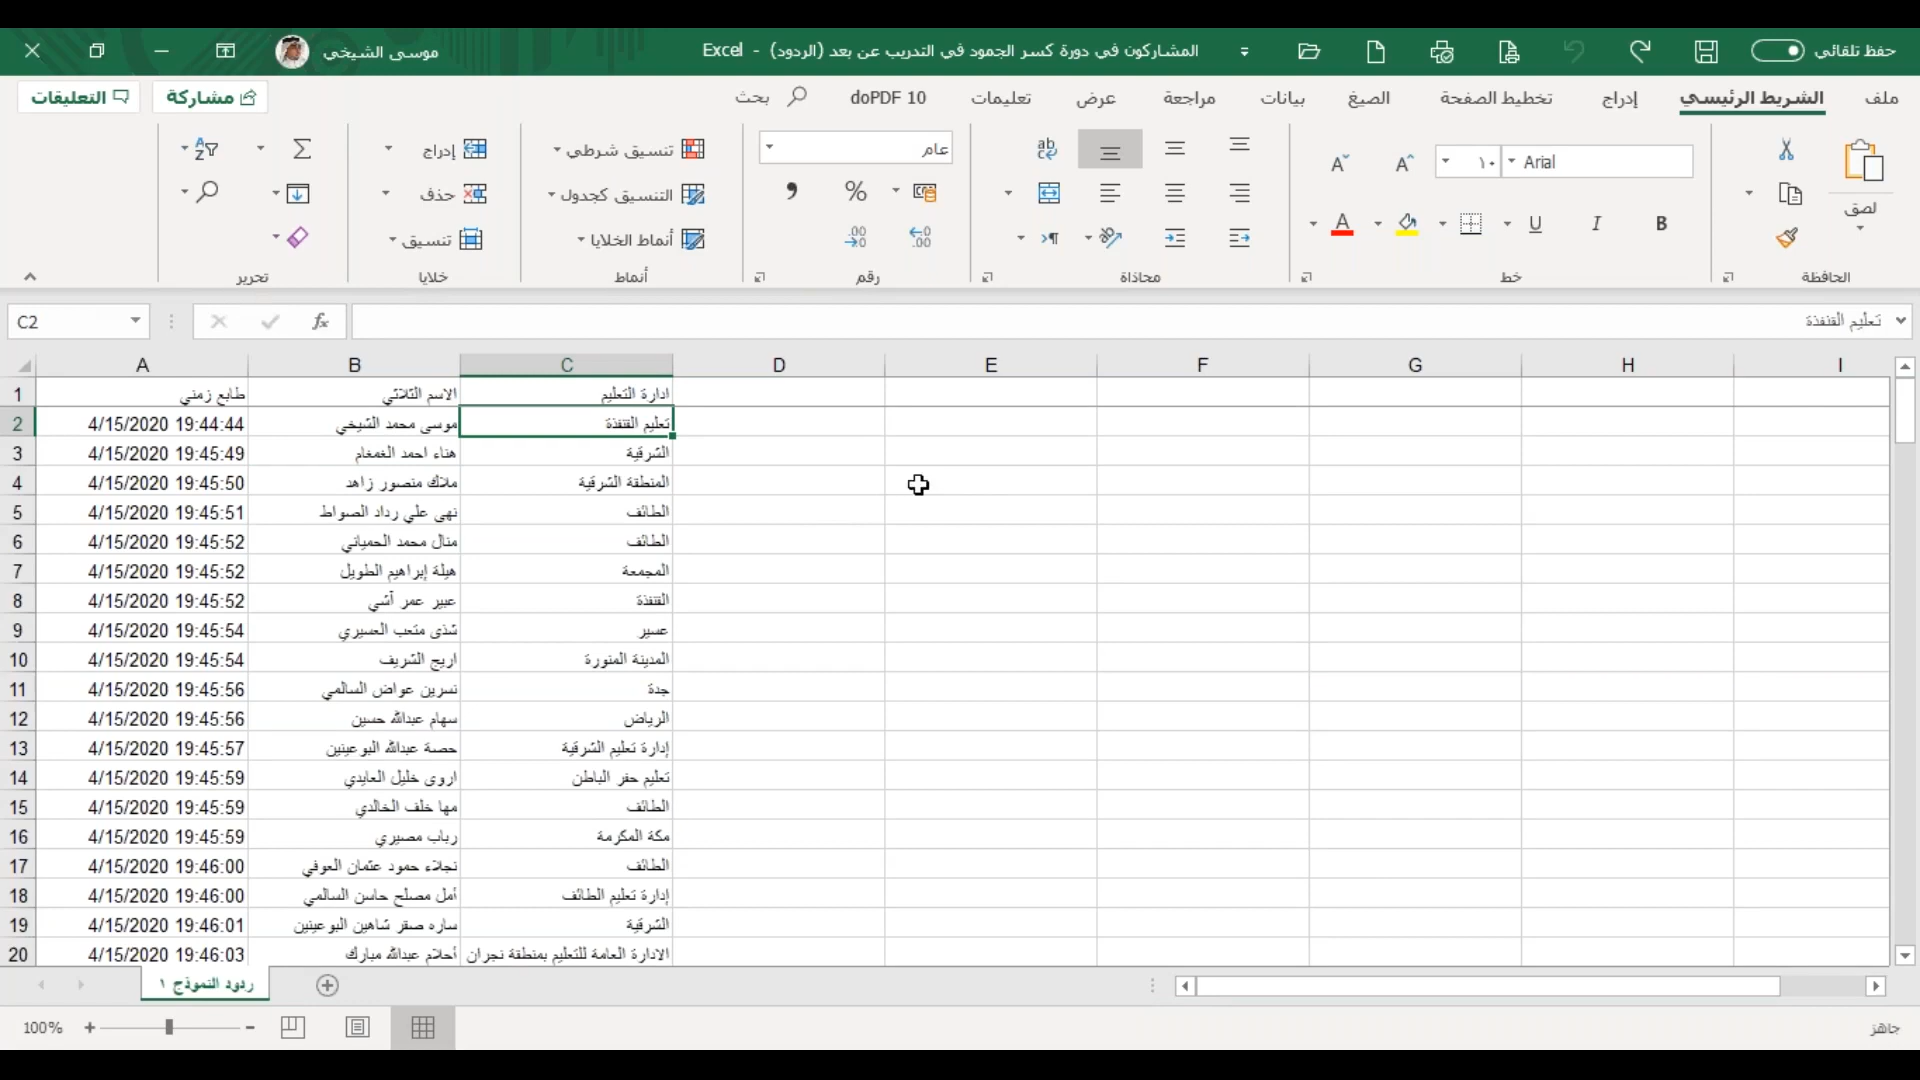 حفظ تلقائي
المشاركون في دورة كسر الجمود في التدريب عن بعد (الردود) - Excel
موسى الشيخي
ملف الشريط الرئيسي إدراج تخطيط الصفحة الصيغ بيانات مراجعة عرض تعليمات doPDF 10 بحث
مشاركة التعليقات
لصق
الحافظة
Arial ١٠
B I U
خط
محاذاة
عام
رقم
تنسيق شرطي
التنسيق كجدول
أنماط الخلايا
أنماط
إدراج
حذف
تنسيق
خلايا
تحرير
C2 fx تعليم القنفذة
A B C D E F G H I
1 طابع زمني الاسم الثلاثي ادارة التعليم
2 4/15/2020 19:44:44 موسى محمد الشيخي تعليم القنفذة
3 4/15/2020 19:45:49 هناء احمد الغمغام الشرقية
4 4/15/2020 19:45:50 ملاك منصور زاهد المنطقة الشرقية
5 4/15/2020 19:45:51 نهى علي رداد الصواط الطائف
6 4/15/2020 19:45:52 منال محمد الحمياني الطائف
7 4/15/2020 19:45:52 هيلة إبراهيم الطويل المجمعة
8 4/15/2020 19:45:52 عبير عمر آشي القنفذة
9 4/15/2020 19:45:54 شذى متعب العسيري عسير
10 4/15/2020 19:45:54 اريج الشريف المدينة المنورة
11 4/15/2020 19:45:56 نسرين عواض السالمي جدة
12 4/15/2020 19:45:56 سهام عبدالله حسين الرياض
13 4/15/2020 19:45:57 حصة عبدالله البوعينين إدارة تعليم الشرقية
14 4/15/2020 19:45:59 اروى خليل العايدي تعليم حفر الباطن
15 4/15/2020 19:45:59 مها خلف الخالدي الطائف
16 4/15/2020 19:45:59 رباب مصيري مكة المكرمة
17 4/15/2020 19:46:00 نجلاء حمود عثمان العوفي الطائف
18 4/15/2020 19:46:00 أمل مصلح حاسن السالمي إدارة تعليم الطائف
19 4/15/2020 19:46:01 ساره صقر شاهين البوعينين الشرقية
20 4/15/2020 19:46:03 أحلام عبدالله مبارك الادارة العامة للتعليم بمنطقة نجران
ردود النموذج ١
100%
جاهز